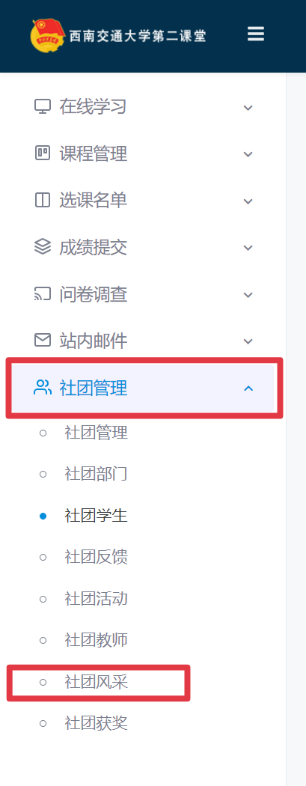 西南交通大学第二课堂
在线学习
课程管理
选课名单
成绩提交
问卷调查
站内邮件
社团管理
社团管理
社团部门
社团学生
社团反馈
社团活动
社团教师
社团风采
社团获奖